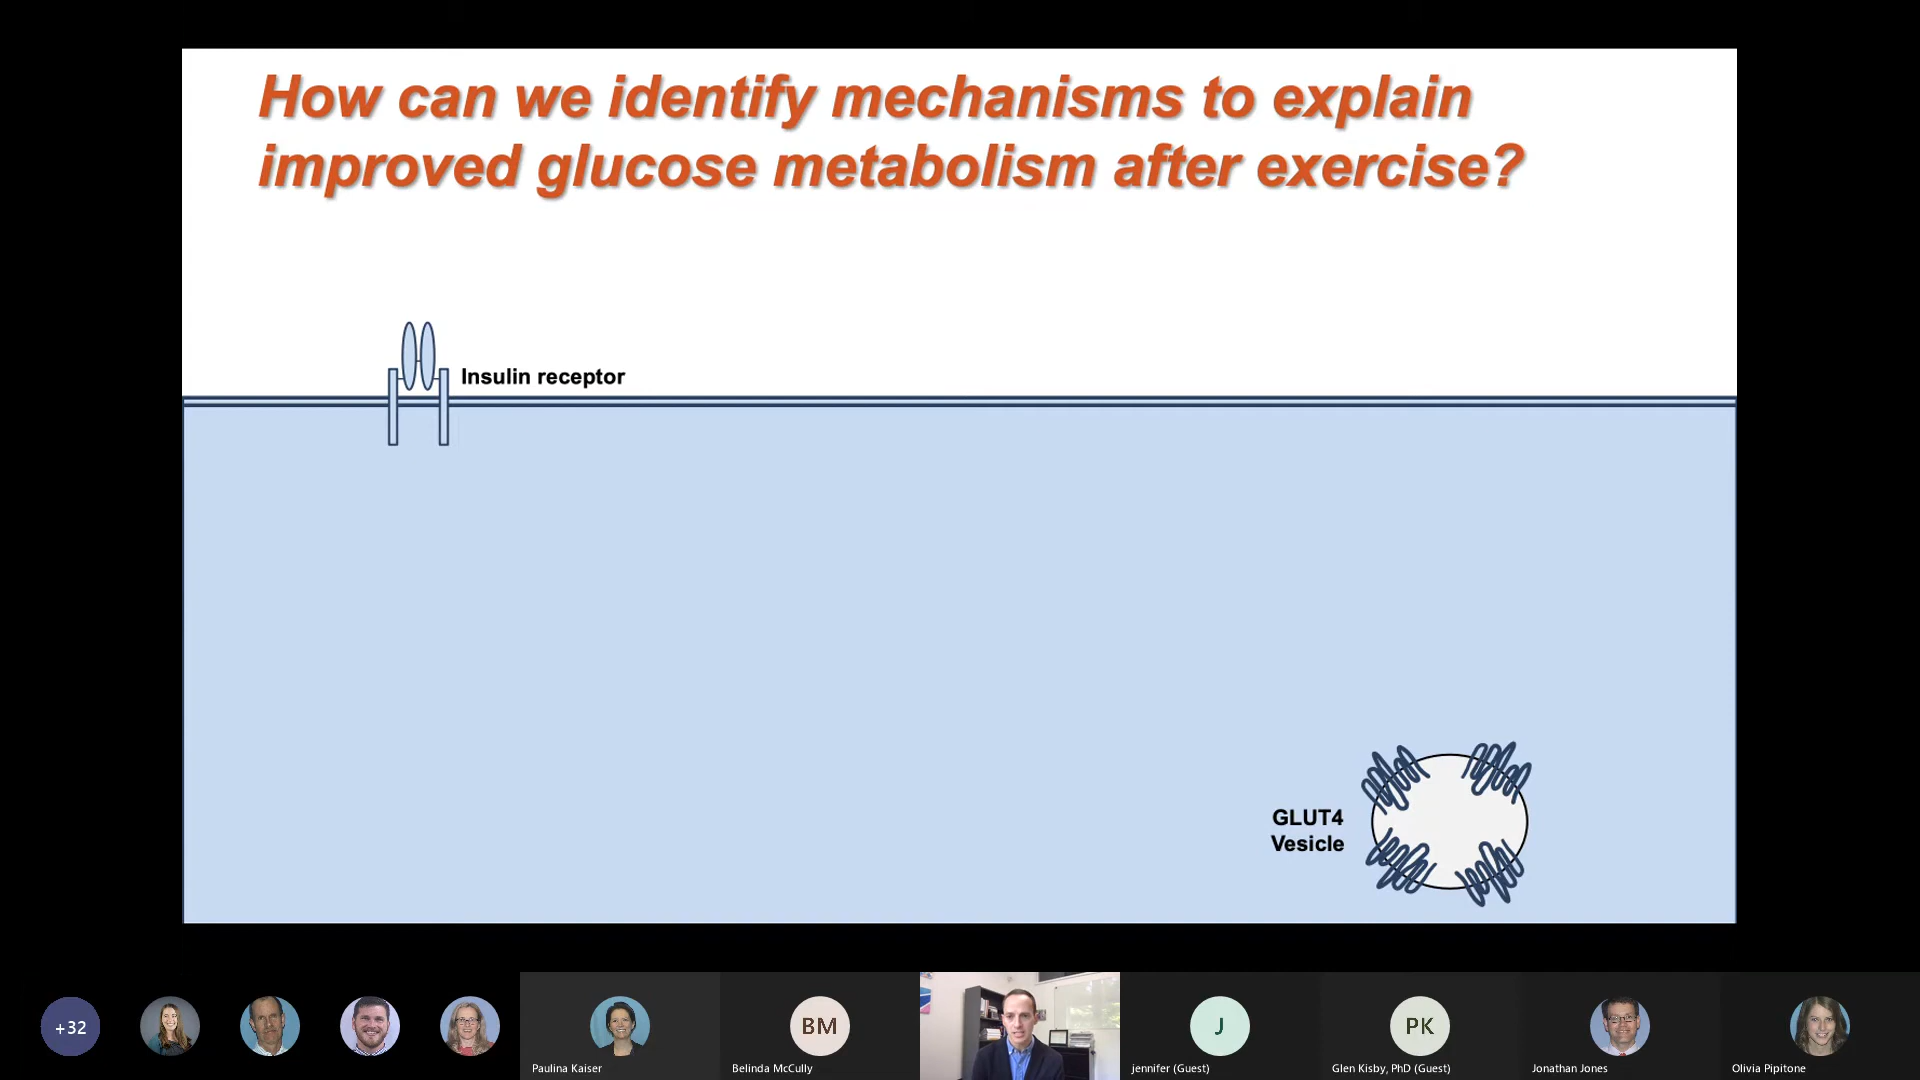 How can we identify mechanisms to explain
improved glucose metabolism after exercise?
Insulin receptor
GLUT4
Vesicle
+32
BM
J
PK
Paulina Kaiser
Belinda McCully
jennifer (Guest)
Glen Kisby, PhD (Guest)
Jonathan Jones
Olivia Pipitone